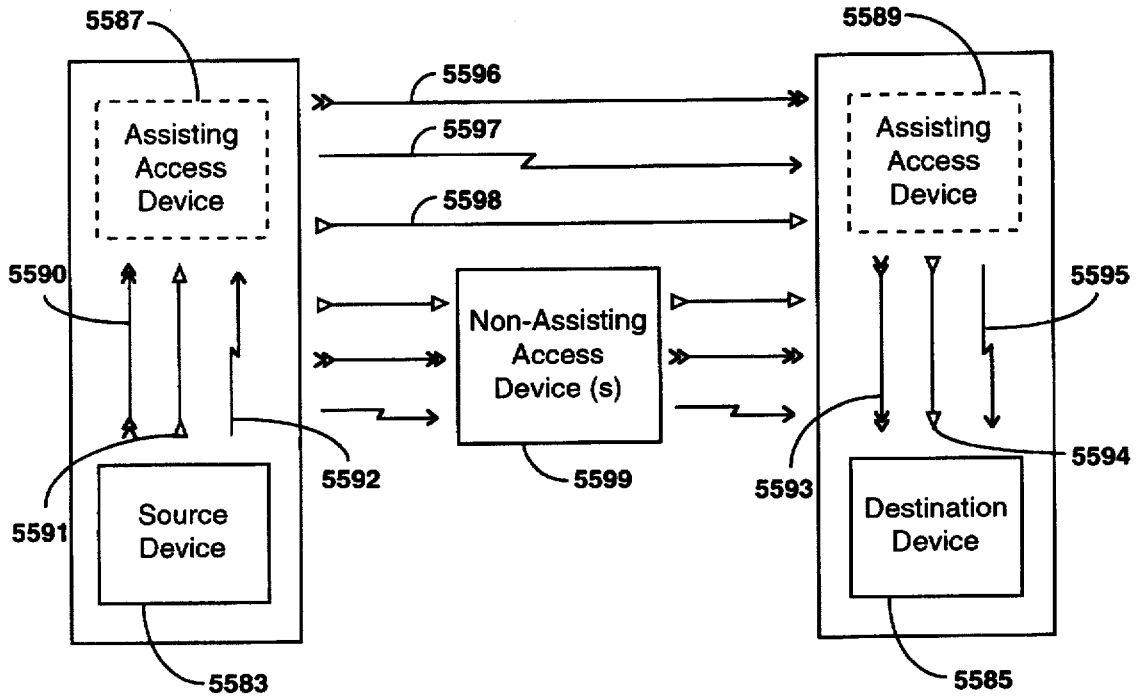 5587
5589
5596
5597
5598
Assisting
Access
Device
Assisting
Access
Device
5590
5595
Non-Assisting
Access
Device (s)
5591
5592
5599
5593
5594
Source
Device
Destination
Device
5583
5585